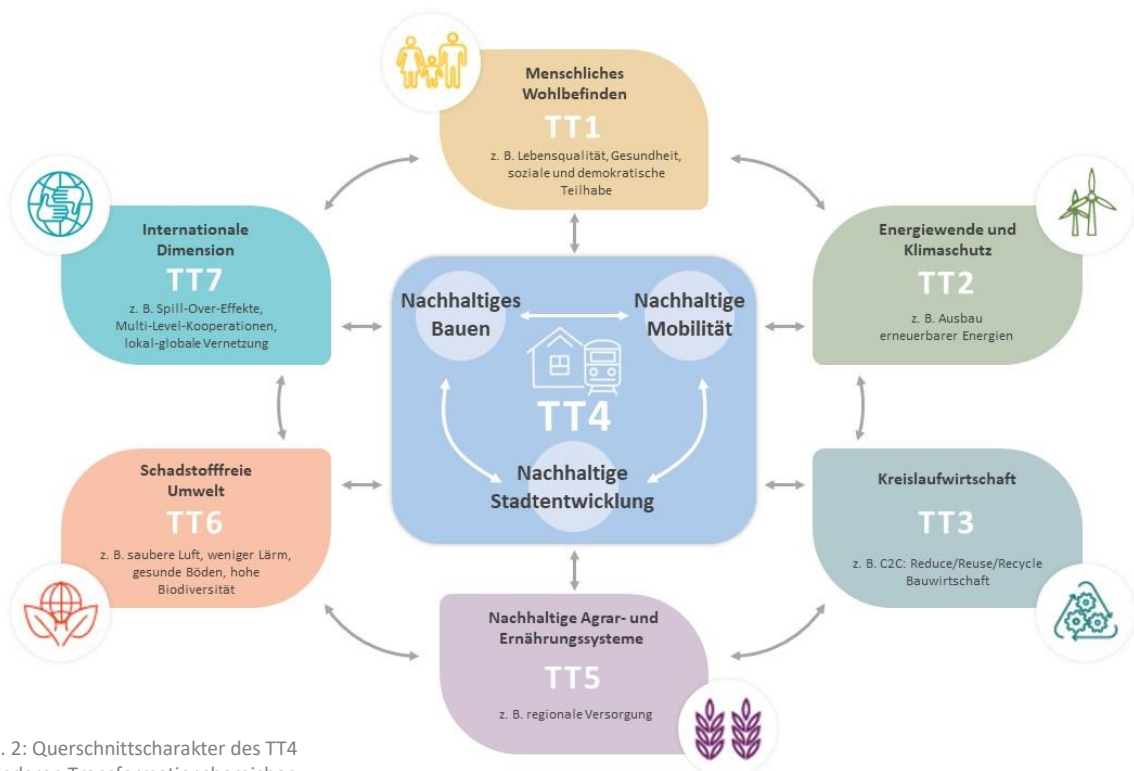 Menschliches
Wohlbefinden
TT1
z. B. Lebensqualität, Gesundheit,
soziale und demokratische
Teilhabe
Internationale
Dimension
TT7
z. B. Spill-Over-Effekte,
Multi-Level-Kooperationen,
lokal-globale Vernetzung
Energiewende und
Klimaschutz
TT2
z. B. Ausbau
erneuerbarer Energien
Nachhaltiges
Bauen
Nachhaltige
Mobilität
TT4
Nachhaltige
Stadtentwicklung
Schadstofffreie
Umwelt
TT6
z. B. saubere Luft, weniger Lärm,
gesunde Böden, hohe
Biodiversität
Kreislaufwirtschaft
TT3
z. B. C2C: Reduce/Reuse/Recycle
Bauwirtschaft
Nachhaltige Agrar- und
Ernährungssysteme
TT5
z. B. regionale Versorgung
. 2: Querschnittscharakter des TT4